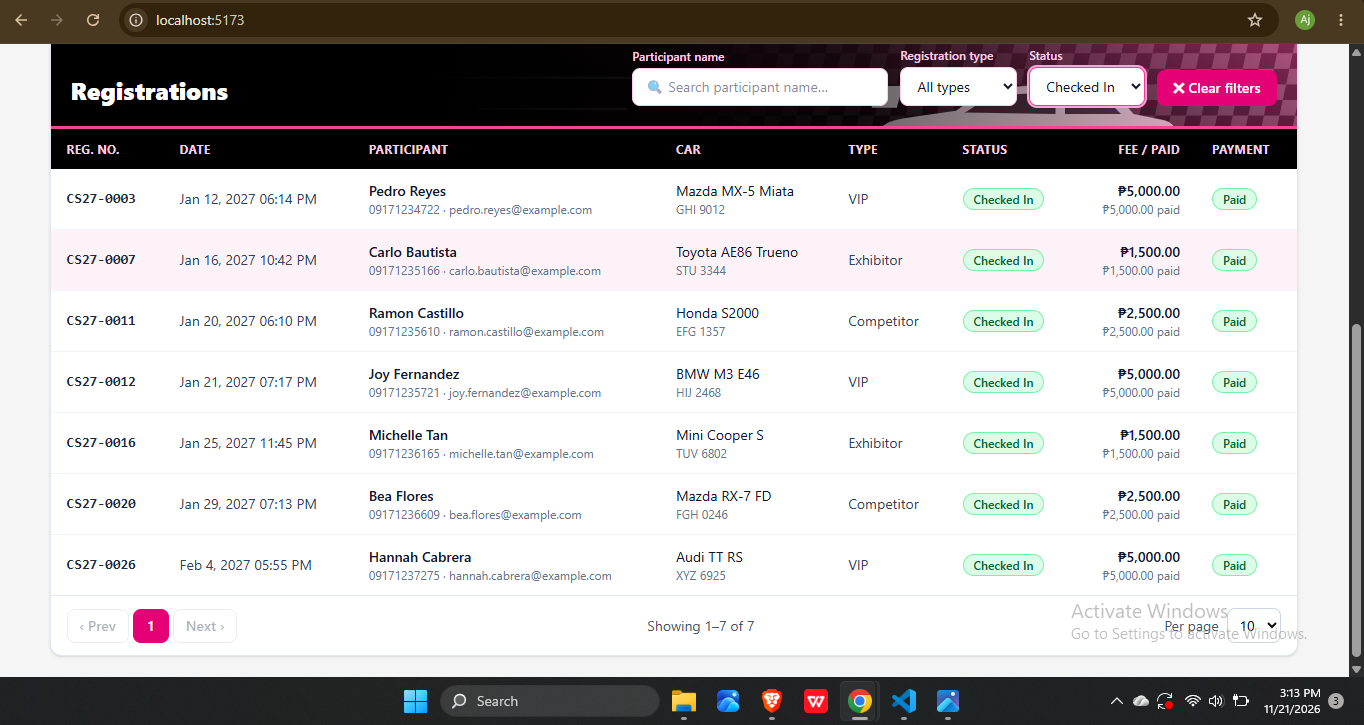 localhost:5173
Aj
Registrations
Participant name
Search participant name...
Registration type
All types
Status
Checked In
× Clear filters
REG. NO. DATE PARTICIPANT CAR TYPE STATUS FEE / PAID PAYMENT
CS27-0003 Jan 12, 2027 06:14 PM Pedro Reyes Mazda MX-5 Miata VIP Checked In ₱5,000.00 Paid
09171234722 · pedro.reyes@example.com GHI 9012 ₱5,000.00 paid
CS27-0007 Jan 16, 2027 10:42 PM Carlo Bautista Toyota AE86 Trueno Exhibitor Checked In ₱1,500.00 Paid
09171235166 · carlo.bautista@example.com STU 3344 ₱1,500.00 paid
CS27-0011 Jan 20, 2027 06:10 PM Ramon Castillo Honda S2000 Competitor Checked In ₱2,500.00 Paid
09171235610 · ramon.castillo@example.com EFG 1357 ₱2,500.00 paid
CS27-0012 Jan 21, 2027 07:17 PM Joy Fernandez BMW M3 E46 VIP Checked In ₱5,000.00 Paid
09171235721 · joy.fernandez@example.com HIJ 2468 ₱5,000.00 paid
CS27-0016 Jan 25, 2027 11:45 PM Michelle Tan Mini Cooper S Exhibitor Checked In ₱1,500.00 Paid
09171236165 · michelle.tan@example.com TUV 6802 ₱1,500.00 paid
CS27-0020 Jan 29, 2027 07:13 PM Bea Flores Mazda RX-7 FD Competitor Checked In ₱2,500.00 Paid
09171236609 · bea.flores@example.com FGH 0246 ₱2,500.00 paid
CS27-0026 Feb 4, 2027 05:55 PM Hannah Cabrera Audi TT RS VIP Checked In ₱5,000.00 Paid
09171237275 · hannah.cabrera@example.com XYZ 6925 ₱5,000.00 paid
‹ Prev 1 Next › Showing 1–7 of 7 Per page 10
Activate Windows
Go to Settings to activate Windows.
Search
3:13 PM
11/21/2026
3